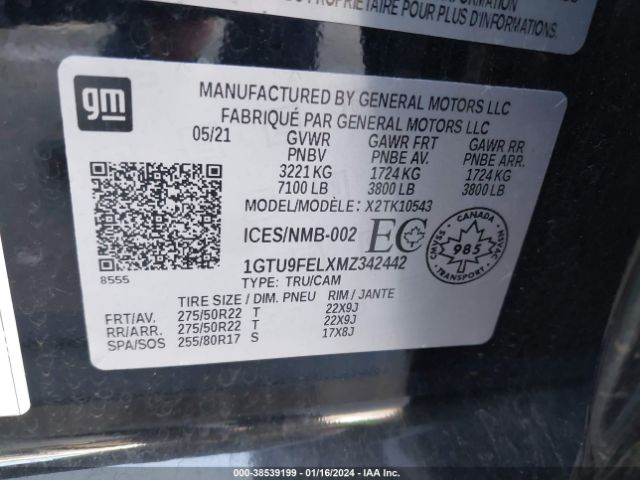 INFORMATION
PROPRIÉTAIRE POUR PLUS D'INFORMATION
gm
MANUFACTURED BY GENERAL MOTORS LLC
FABRIQUÉ PAR GENERAL MOTORS LLC
05/21 GVWR GAWR FRT GAWR RR
PNBV PNBE AV. PNBE ARR.
3221 KG 1724 KG 1724 KG
7100 LB 3800 LB 3800 LB
MODEL/MODÈLE: X2TK10543
ICES/NMB-002 EC
CANADA
985
CMVSS
NSVAC
1GTU9FELXMZ342442
8555
TYPE: TRU/CAM
TIRE SIZE / DIM. PNEU RIM / JANTE
FRT/AV. 275/50R22 T 22X9J
RR/ARR. 275/50R22 T 22X9J
SPA/SOS 255/80R17 S 17X8J
000-38539199 - 01/16/2024 - IAA Inc.